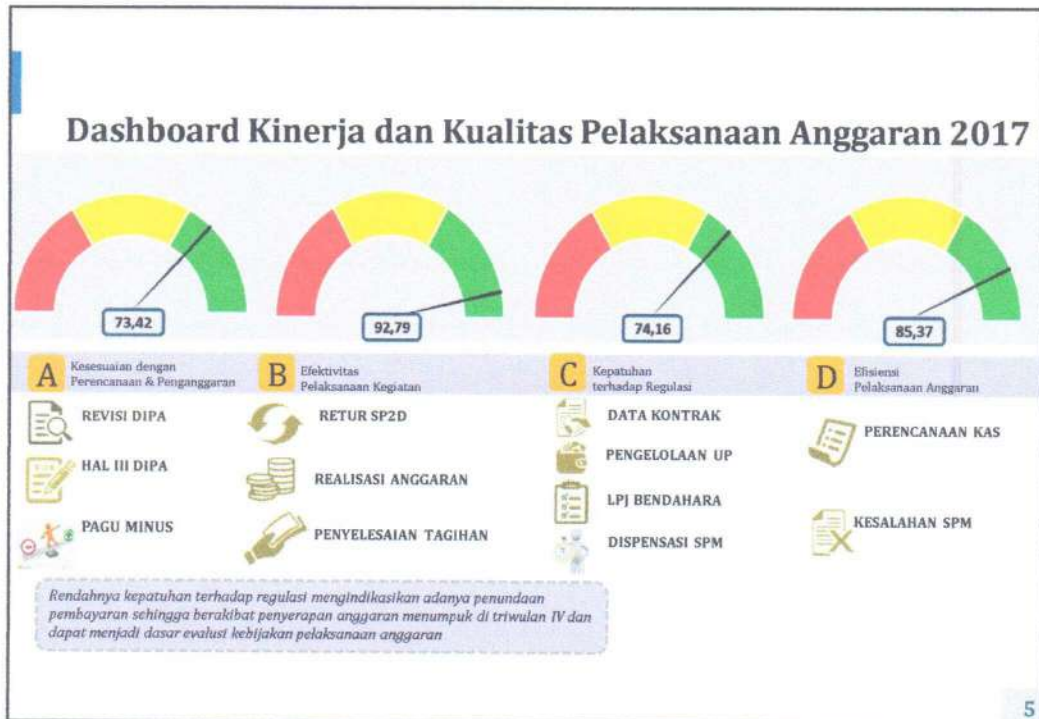 Dashboard Kinerja dan Kualitas Pelaksanaan Anggaran 2017
73,42
92,79
74,16
85,37
A
Kesesuaian dengan
Perencanaan & Penganggaran
B
Efektivitas
Pelaksanaan Kegiatan
C
Kepatuhan
terhadap Regulasi
D
Efisiensi
Pelaksanaan Anggaran
REVISI DIPA
HAL III DIPA
PAGU MINUS
RETUR SP2D
REALISASI ANGGARAN
PENYELESAIAN TAGIHAN
DATA KONTRAK
PENGELOLAAN UP
LPJ BENDAHARA
DISPENSASI SPM
PERENCANAAN KAS
KESALAHAN SPM
Rendahnya kepatuhan terhadap regulasi mengindikasikan adanya penundaan
pembayaran sehingga berakibat penyerapan anggaran menumpuk di triwulan IV dan
dapat menjadi dasar evaluasi kebijakan pelaksanaan anggaran
5